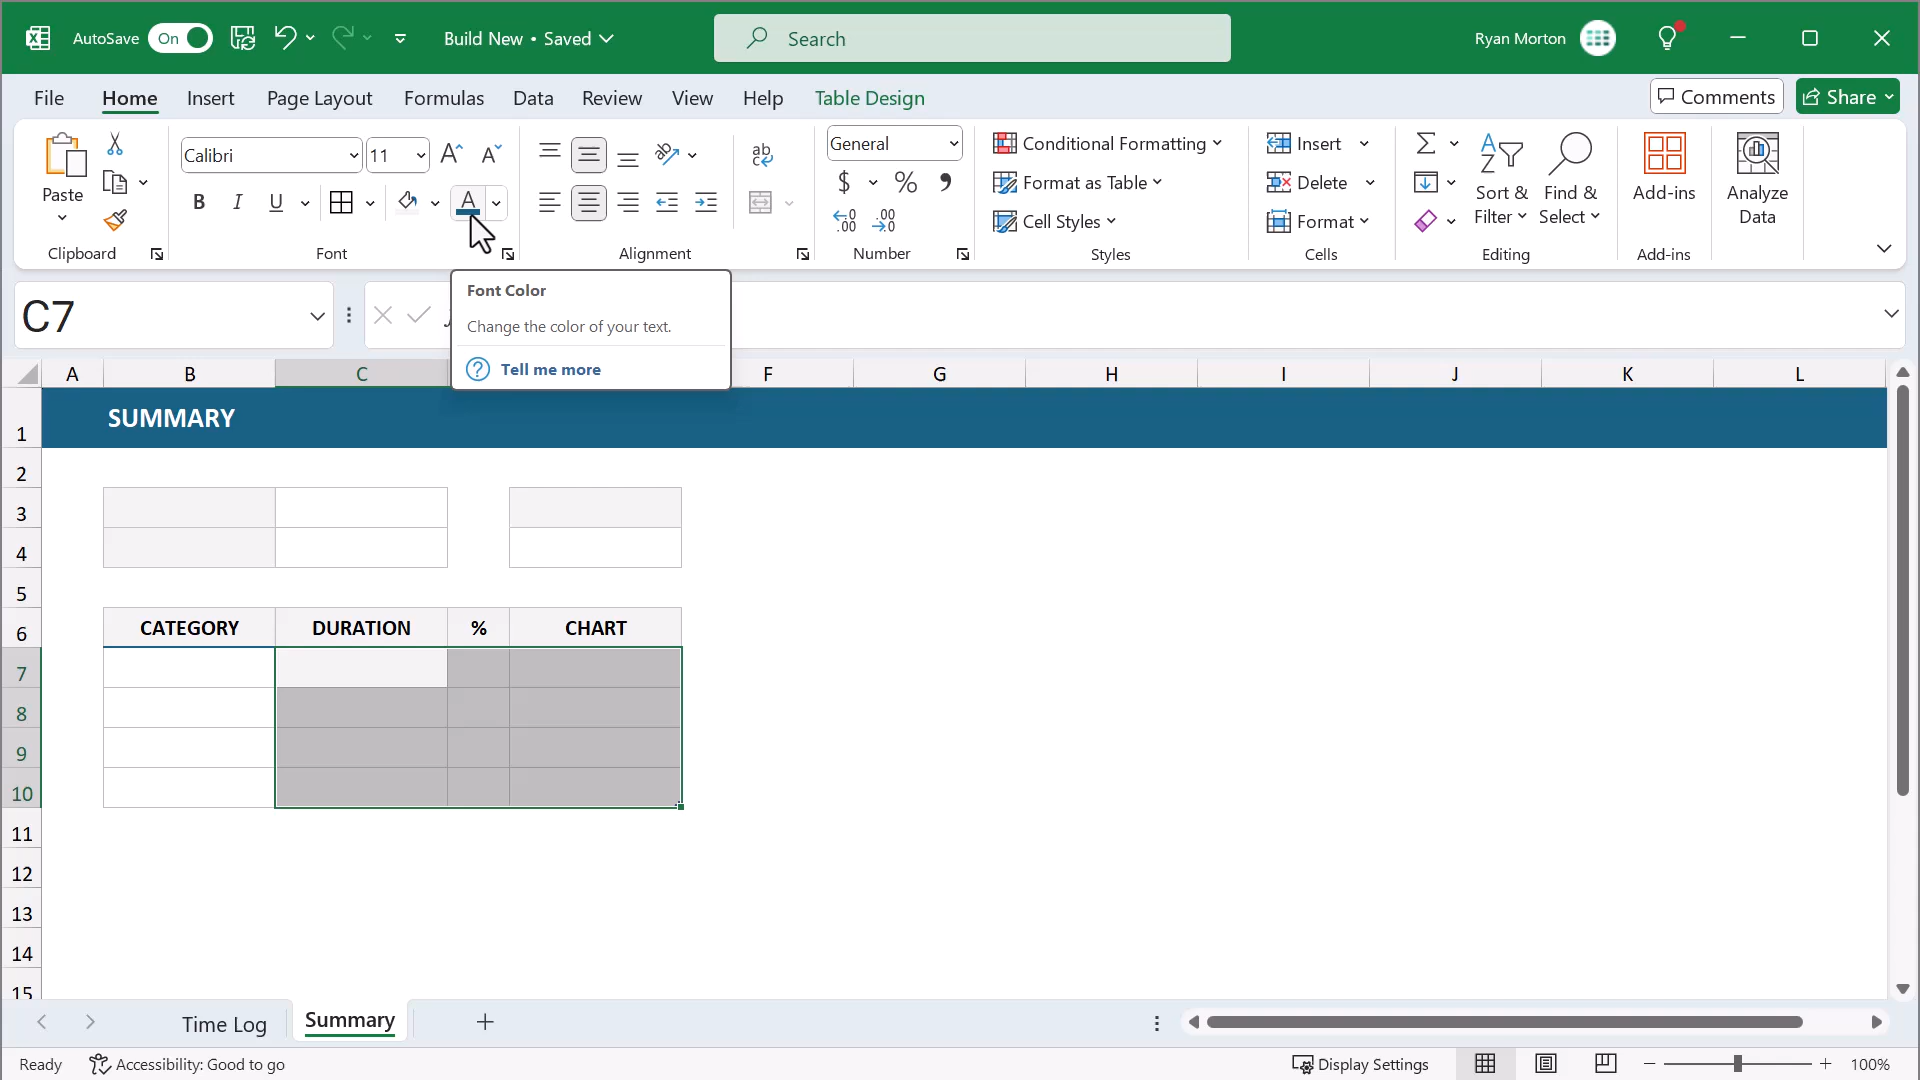 AutoSave On Build New • Saved Search Ryan Morton
File Home Insert Page Layout Formulas Data Review View Help Table Design Comments Share
Paste
Clipboard
Calibri 11
B I U A
Font
ab
c
Alignment
General
$ % ,
.00 .00
Number
Conditional Formatting
Format as Table
Cell Styles
Styles
Insert
Delete
Format
Cells
Sort & Filter
Find & Select
Editing
Add-ins
Add-ins
Analyze Data
C7
Font Color
Change the color of your text.
Tell me more
A B C F G H I J K L
1 SUMMARY
2
3
4
5
6 CATEGORY DURATION % CHART
7
8
9
10
11
12
13
14
15
Time Log Summary
Ready Accessibility: Good to go Display Settings 100%